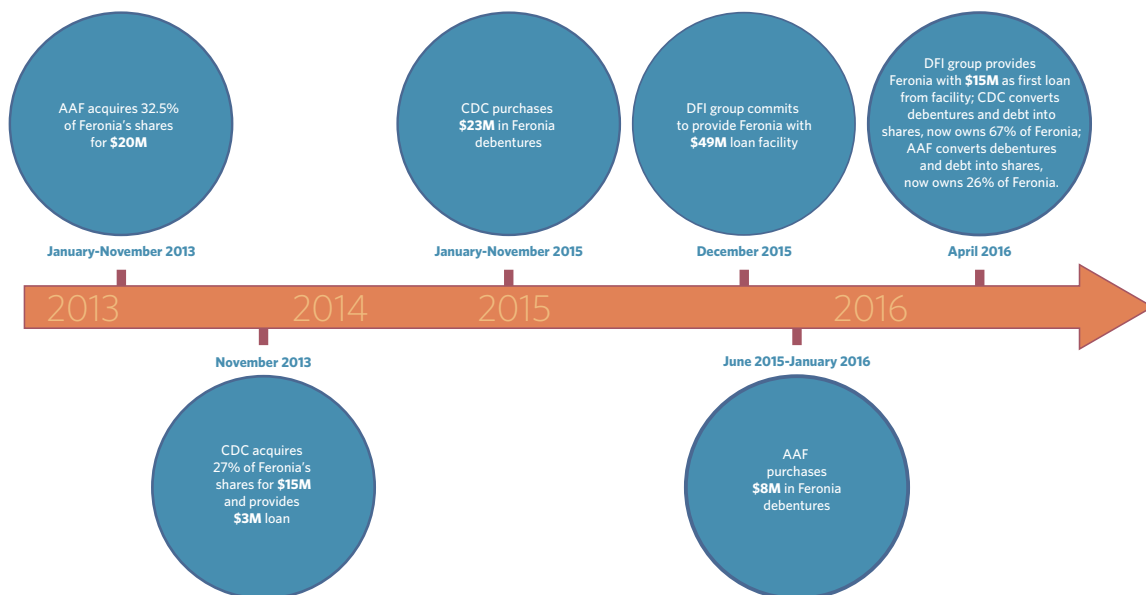 AAF acquires 32.5%
of Feronia's shares
for $20M
January-November 2013
CDC purchases
$23M in Feronia
debentures
January-November 2015
DFI group commits
to provide Feronia with
$49M loan facility
December 2015
DFI group provides
Feronia with $15M as first loan
from facility; CDC converts
debentures and debt into
shares, now owns 67% of Feronia;
AAF converts debentures
and debt into shares,
now owns 26% of Feronia.
April 2016
2013
2014
2015
2016
November 2013
CDC acquires
27% of Feronia's
shares for $15M
and provides
$3M loan
June 2015-January 2016
AAF
purchases
$8M in Feronia
debentures